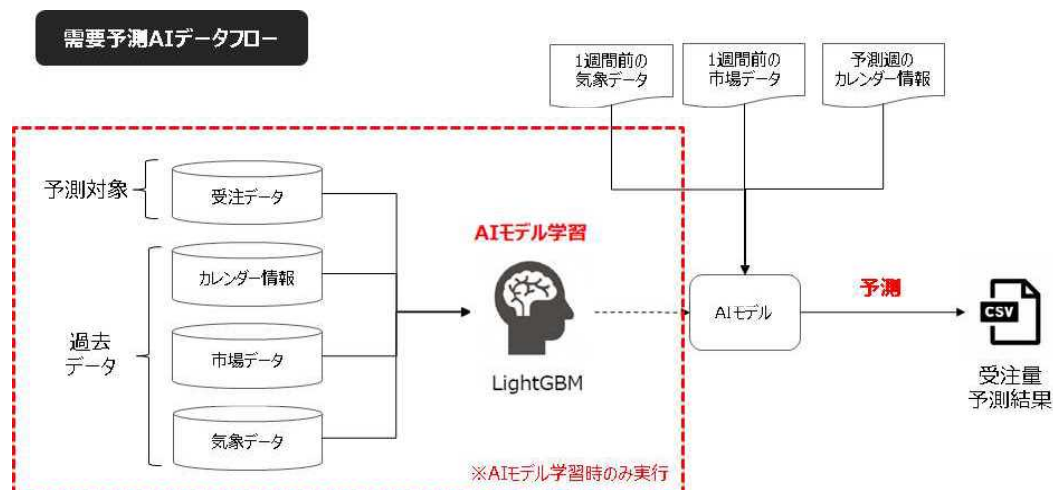 需要予測AIデータフロー
1週間前の
気象データ
1週間前の
市場データ
予測週の
カレンダー情報
予測対象
受注データ
カレンダー情報
過去
データ
市場データ
気象データ
AIモデル学習
LightGBM
※AIモデル学習時のみ実行
AIモデル
予測
CSV
受注量
予測結果